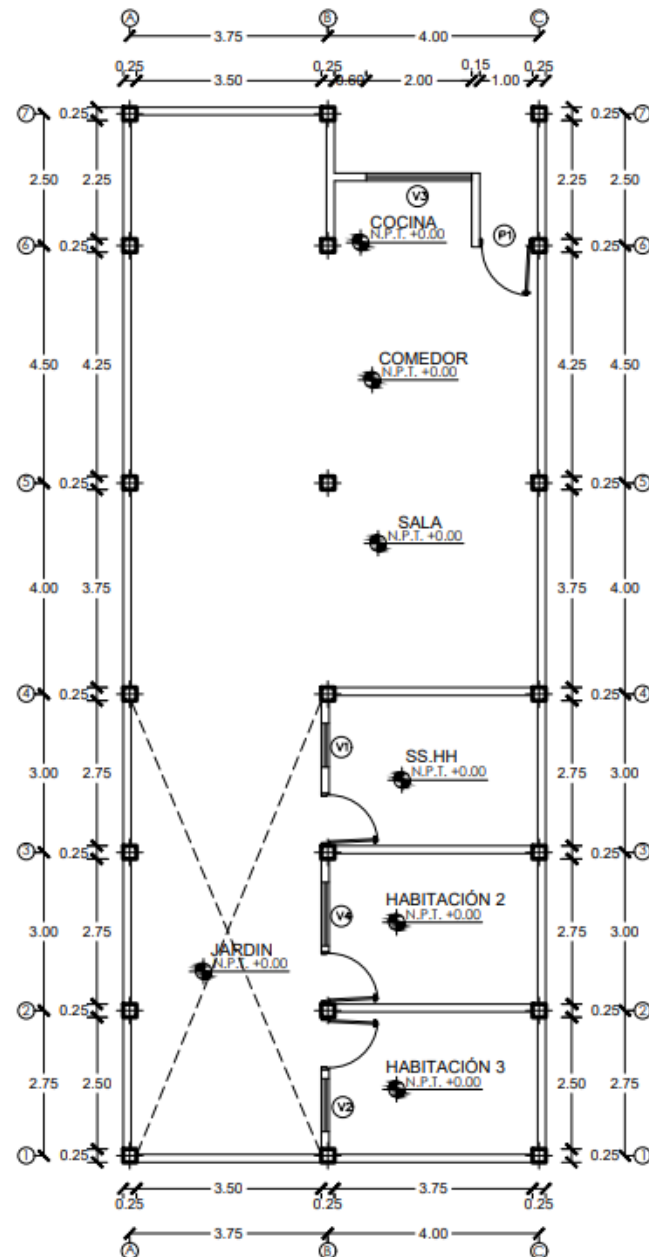 A B C
3.75 4.00
0.25 3.50 0.25 0.60 2.00 0.15 1.00 0.25
7 0.25 0.25 7
2.50 2.25 2.25 2.50
V3
COCINA
N.P.T. +0.00
P1
6 0.25 0.25 6
COMEDOR
N.P.T. +0.00
4.50 4.25 4.25 4.50
5 0.25 0.25 5
SALA
N.P.T. +0.00
4.00 3.75 3.75 4.00
4 0.25 0.25 4
V1
SS.HH
N.P.T. +0.00
3.00 2.75 2.75 3.00
3 0.25 0.25 3
HABITACIÓN 2
N.P.T. +0.00
V4
3.00 2.75 2.75 3.00
JARDIN
N.P.T. +0.00
2 0.25 0.25 2
HABITACIÓN 3
N.P.T. +0.00
2.75 2.50 2.50 2.75
V2
1 0.25 0.25 1
3.50 3.75
0.25 0.25 0.25
3.75 4.00
A B C